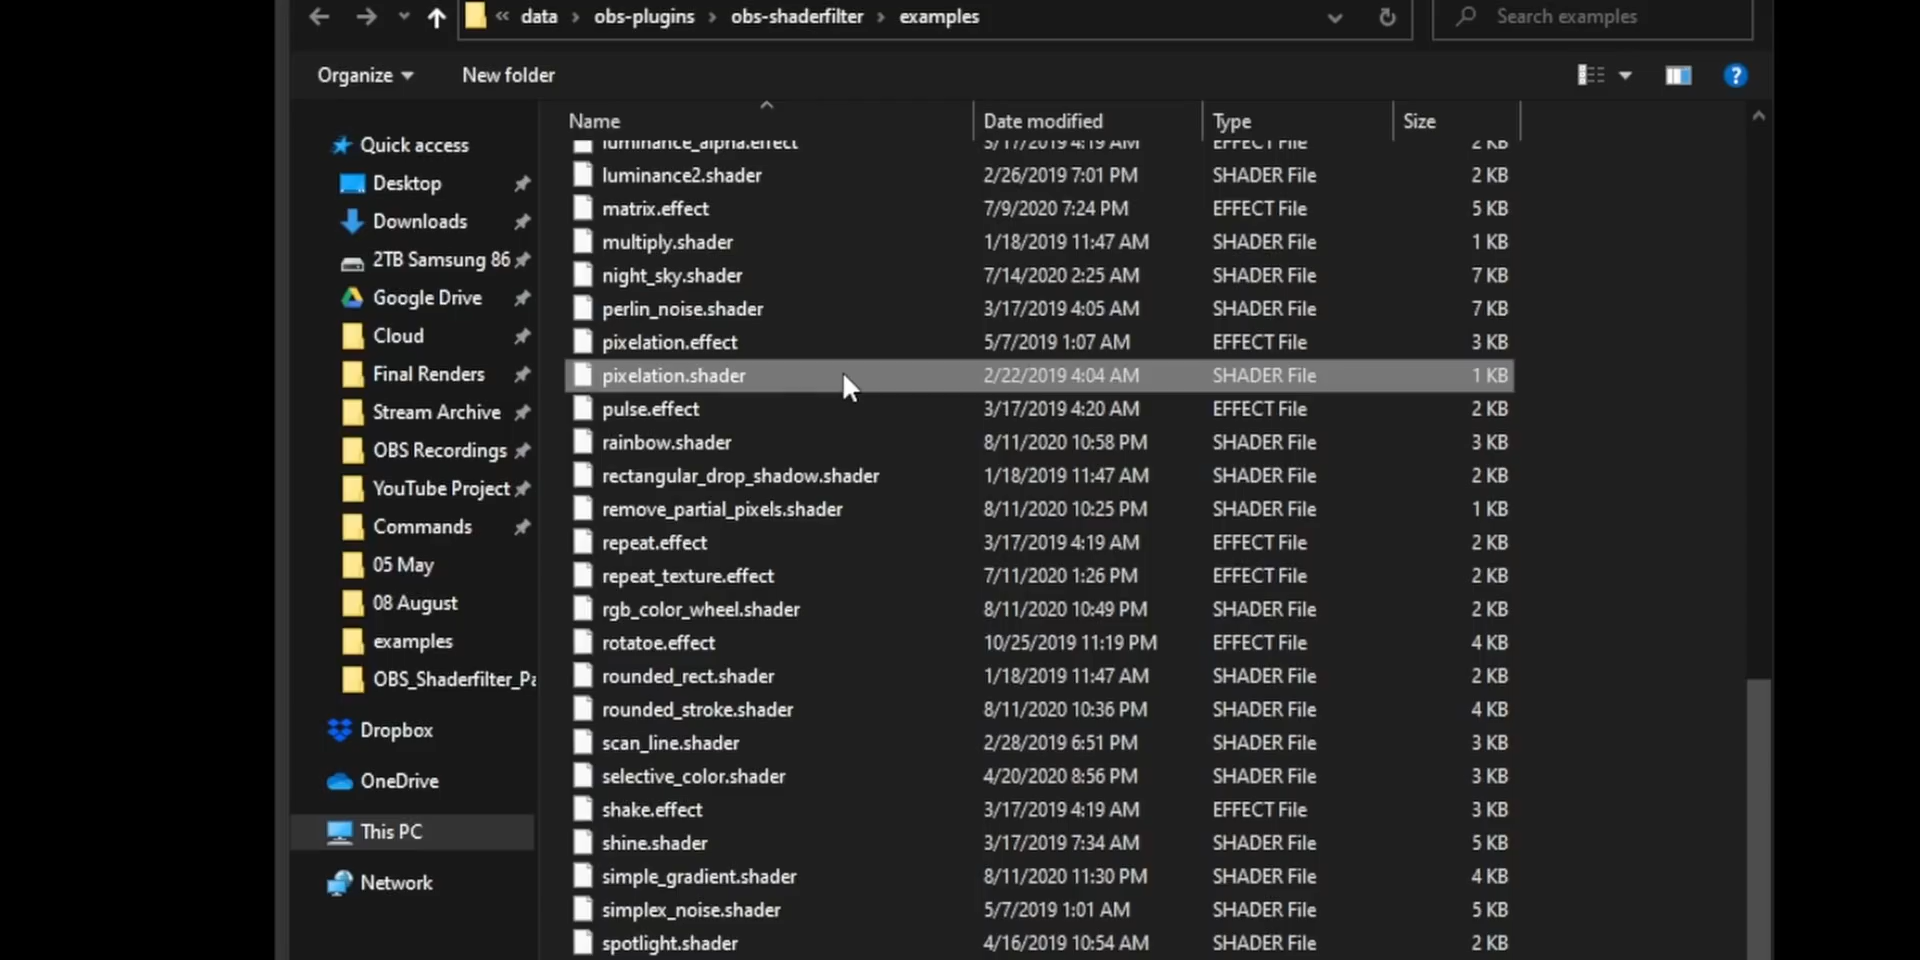 « data › obs-plugins › obs-shaderfilter › examples
Search examples
Organize
New folder
?
Name Date modified Type Size
Quick access
Desktop
Downloads
2TB Samsung 86
Google Drive
Cloud
Final Renders
Stream Archive
OBS Recordings
YouTube Project
Commands
05 May
08 August
examples
OBS_Shaderfilter_Pa
Dropbox
OneDrive
This PC
Network
luminance_alpha.effect 3/17/2019 4:19 AM EFFECT File 2 KB
luminance2.shader 2/26/2019 7:01 PM SHADER File 2 KB
matrix.effect 7/9/2020 7:24 PM EFFECT File 5 KB
multiply.shader 1/18/2019 11:47 AM SHADER File 1 KB
night_sky.shader 7/14/2020 2:25 AM SHADER File 7 KB
perlin_noise.shader 3/17/2019 4:05 AM SHADER File 7 KB
pixelation.effect 5/7/2019 1:07 AM EFFECT File 3 KB
pixelation.shader 2/22/2019 4:04 AM SHADER File 1 KB
pulse.effect 3/17/2019 4:20 AM EFFECT File 2 KB
rainbow.shader 8/11/2020 10:58 PM SHADER File 3 KB
rectangular_drop_shadow.shader 1/18/2019 11:47 AM SHADER File 2 KB
remove_partial_pixels.shader 8/11/2020 10:25 PM SHADER File 1 KB
repeat.effect 3/17/2019 4:19 AM EFFECT File 2 KB
repeat_texture.effect 7/11/2020 1:26 PM EFFECT File 2 KB
rgb_color_wheel.shader 8/11/2020 10:49 PM SHADER File 2 KB
rotatoe.effect 10/25/2019 11:19 PM EFFECT File 4 KB
rounded_rect.shader 1/18/2019 11:47 AM SHADER File 2 KB
rounded_stroke.shader 8/11/2020 10:36 PM SHADER File 4 KB
scan_line.shader 2/28/2019 6:51 PM SHADER File 3 KB
selective_color.shader 4/20/2020 8:56 PM SHADER File 3 KB
shake.effect 3/17/2019 4:19 AM EFFECT File 3 KB
shine.shader 3/17/2019 7:34 AM SHADER File 5 KB
simple_gradient.shader 8/11/2020 11:30 PM SHADER File 4 KB
simplex_noise.shader 5/7/2019 1:01 AM SHADER File 5 KB
spotlight.shader 4/16/2019 10:54 AM SHADER File 2 KB